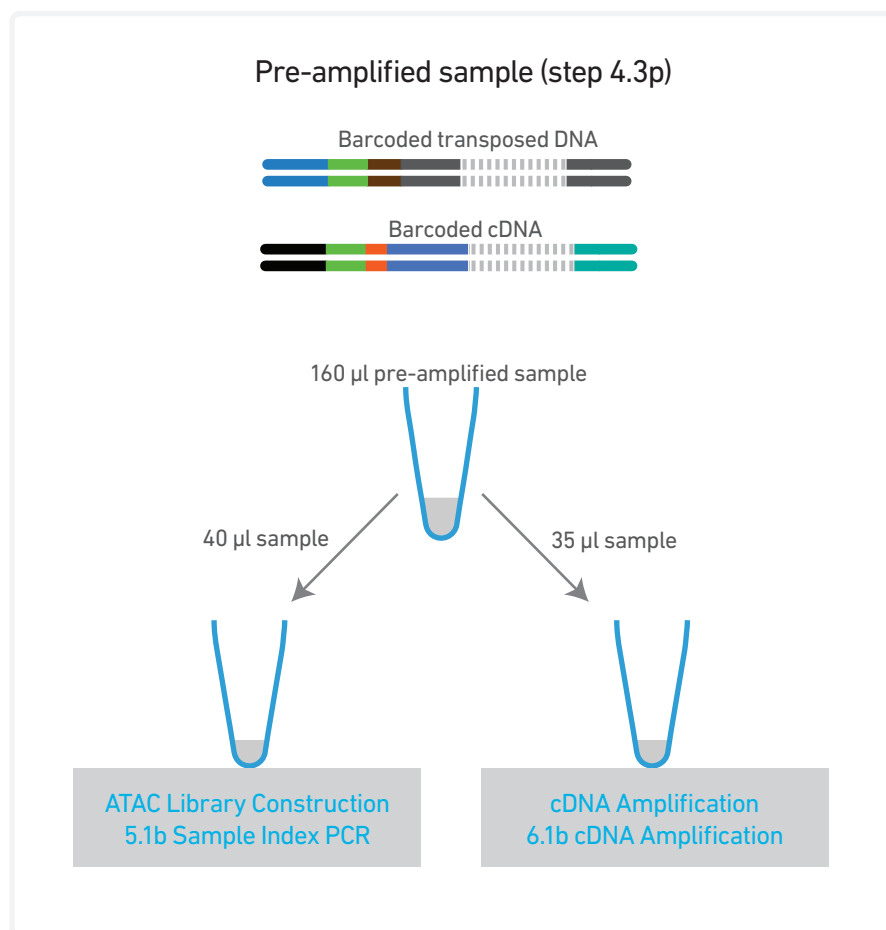 Pre-amplified sample (step 4.3p)
Barcoded transposed DNA
Barcoded cDNA
160 µl pre-amplified sample
40 µl sample
35 µl sample
ATAC Library Construction
5.1b Sample Index PCR
cDNA Amplification
6.1b cDNA Amplification